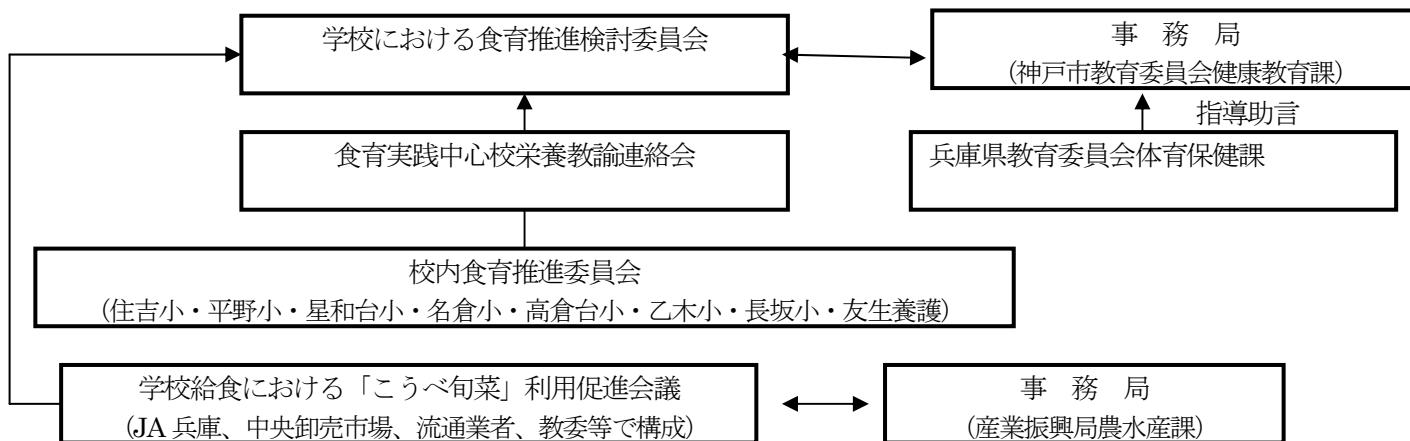 学校における食育推進検討委員会
事　務　局
(神戸市教育委員会健康教育課)
指導助言
食育実践中心校栄養教諭連絡会
兵庫県教育委員会体育保健課
校内食育推進委員会
(住吉小・平野小・星和台小・名倉小・高倉台小・乙木小・長坂小・友生養護)
学校給食における「こうべ旬菜」利用促進会議
(JA 兵庫、中央卸売市場、流通業者、教委等で構成)
事　務　局
(産業振興局農水産課)